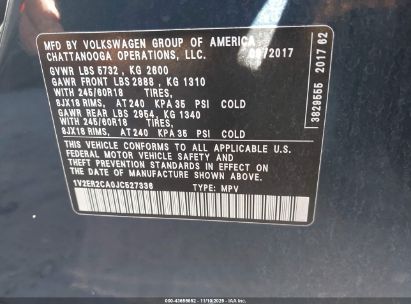 MFD BY VOLKSWAGEN GROUP OF AMERICA
CHATTANOOGA OPERATIONS, LLC. 09/2017
GVWR LBS 5732 , KG 2600
GAWR FRONT LBS 2888 , KG 1310
WITH 245/60R18 TIRES,
8JX18 RIMS, AT 240 KPA 35 PSI COLD
GAWR REAR LBS 2954, KG 1340
WITH 245/60R18 TIRES,
8JX18 RIMS, AT 240 KPA 35 PSI COLD
THIS VEHICLE CONFORMS TO ALL APPLICABLE U.S.
FEDERAL MOTOR VEHICLE SAFETY AND
THEFT PREVENTION STANDARDS IN EFFECT ON
THE DATE OF MANUFACTURE SHOWN ABOVE.
1V2ER2CA0JC527336 TYPE: MPV
3829555 2017 62